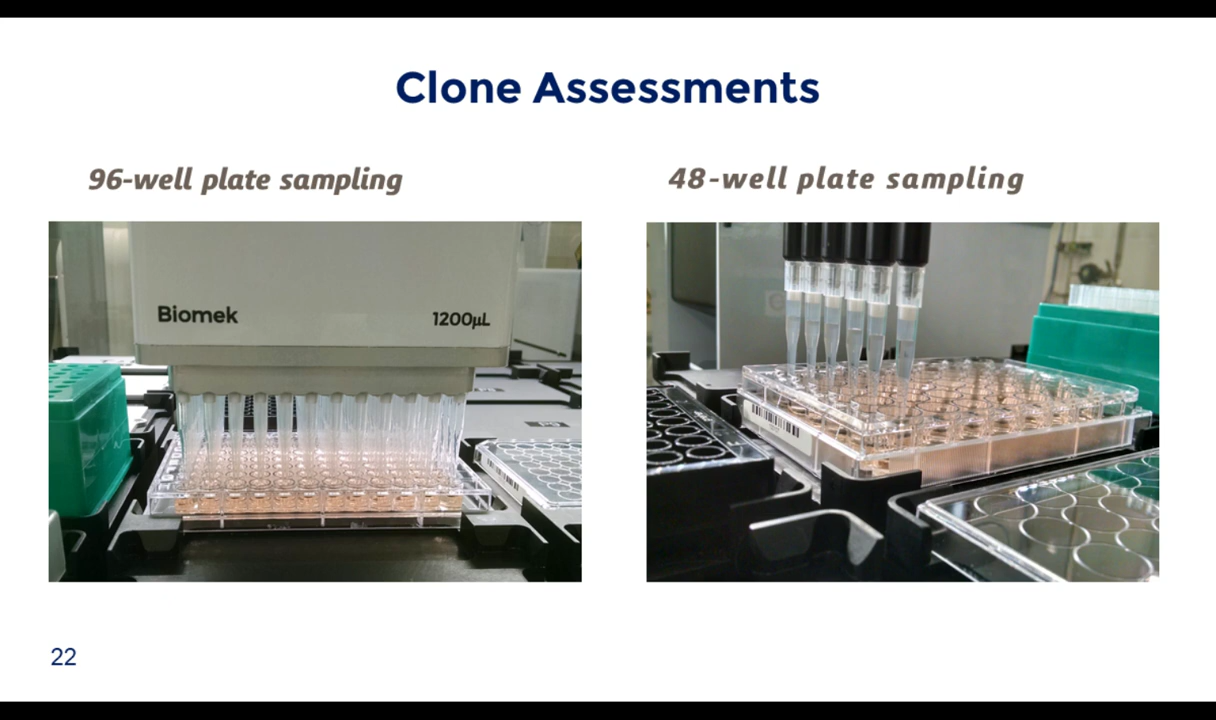 Clone Assessments
96-well plate sampling
48-well plate sampling
Biomek
1200µL
22